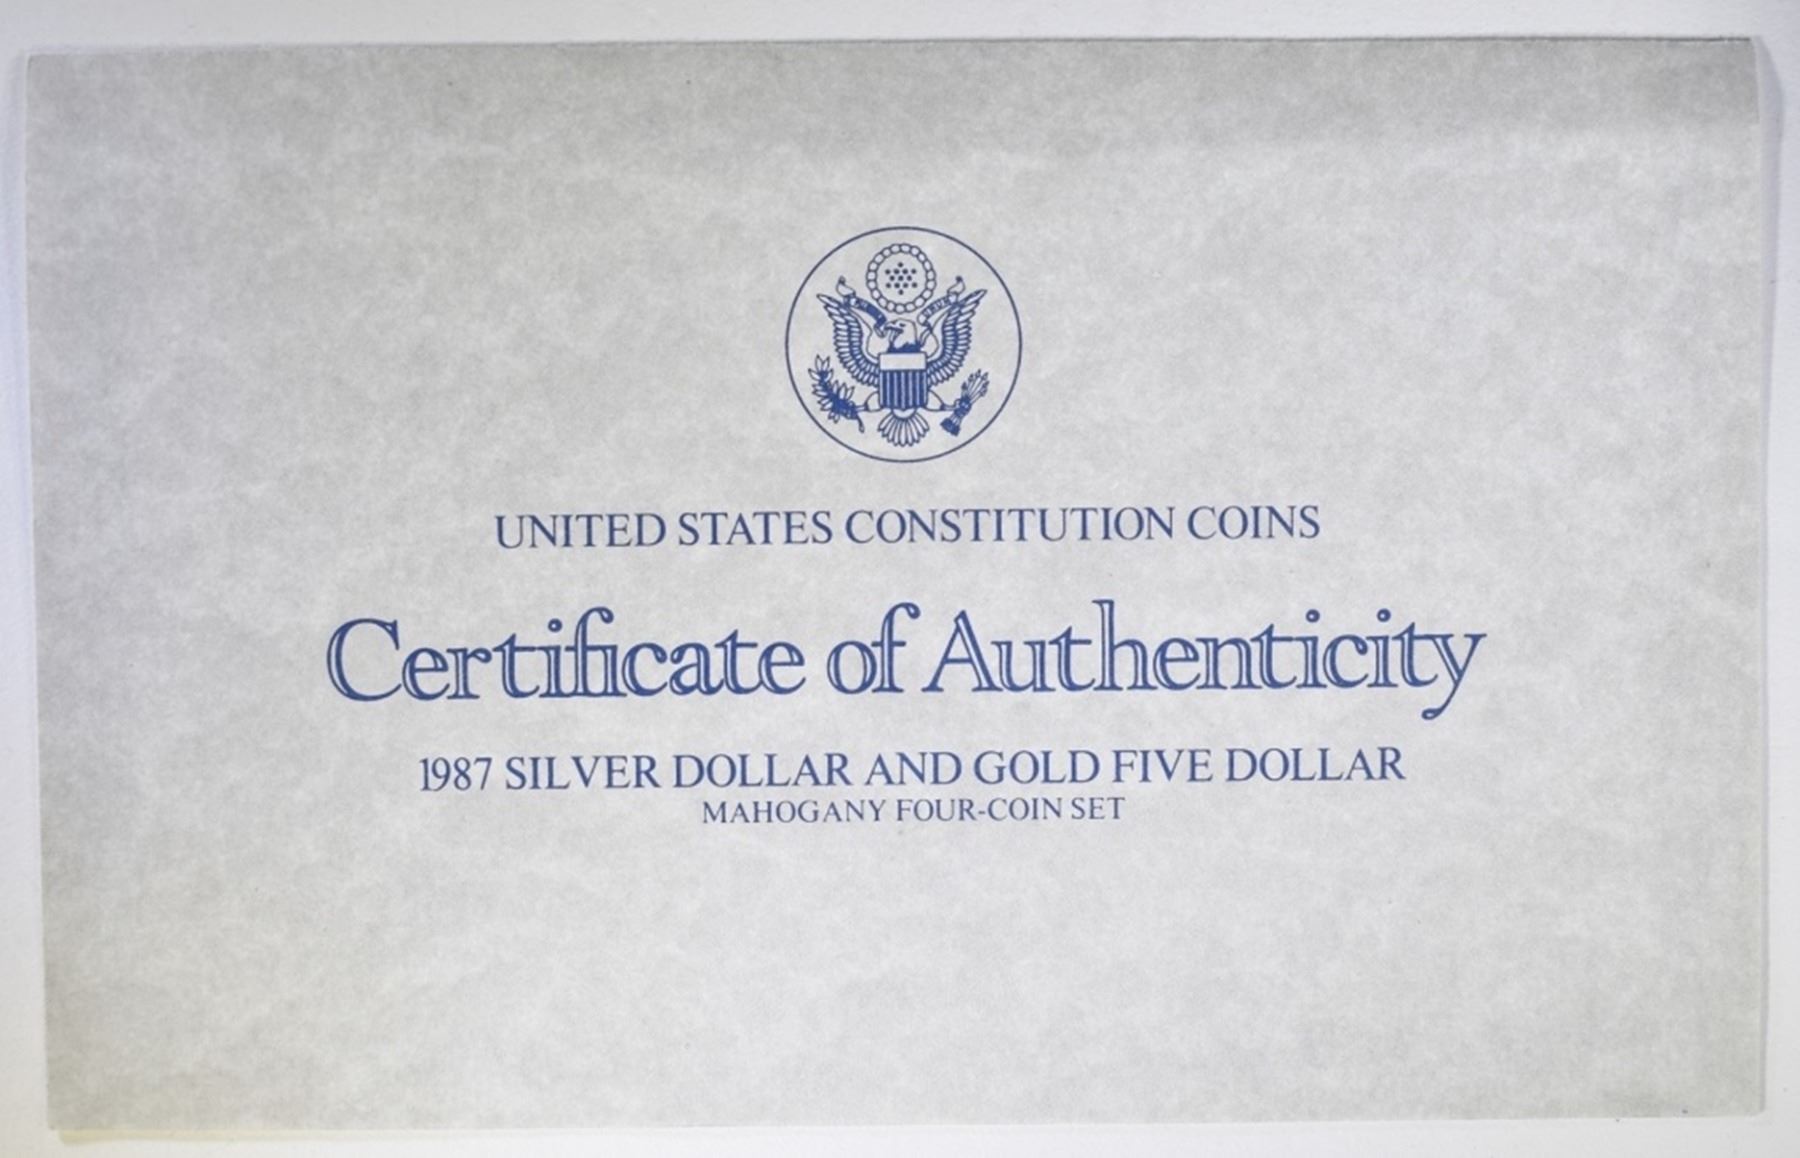 UNITED STATES CONSTITUTION COINS
Certificate of Authenticity
1987 SILVER DOLLAR AND GOLD FIVE DOLLAR
MAHOGANY FOUR-COIN SET